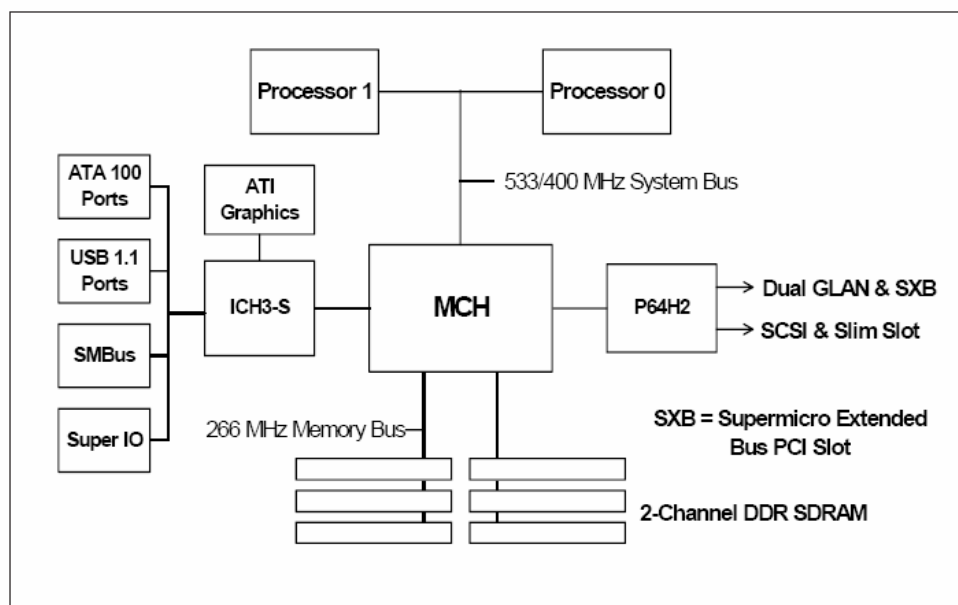 Processor 1
Processor 0
ATA 100
Ports
ATI
Graphics
533/400 MHz System Bus
USB 1.1
Ports
ICH3-S
MCH
P64H2
Dual GLAN & SXB
SCSI & Slim Slot
SMBus
Super IO
266 MHz Memory Bus
SXB = Supermicro Extended
Bus PCI Slot
2-Channel DDR SDRAM